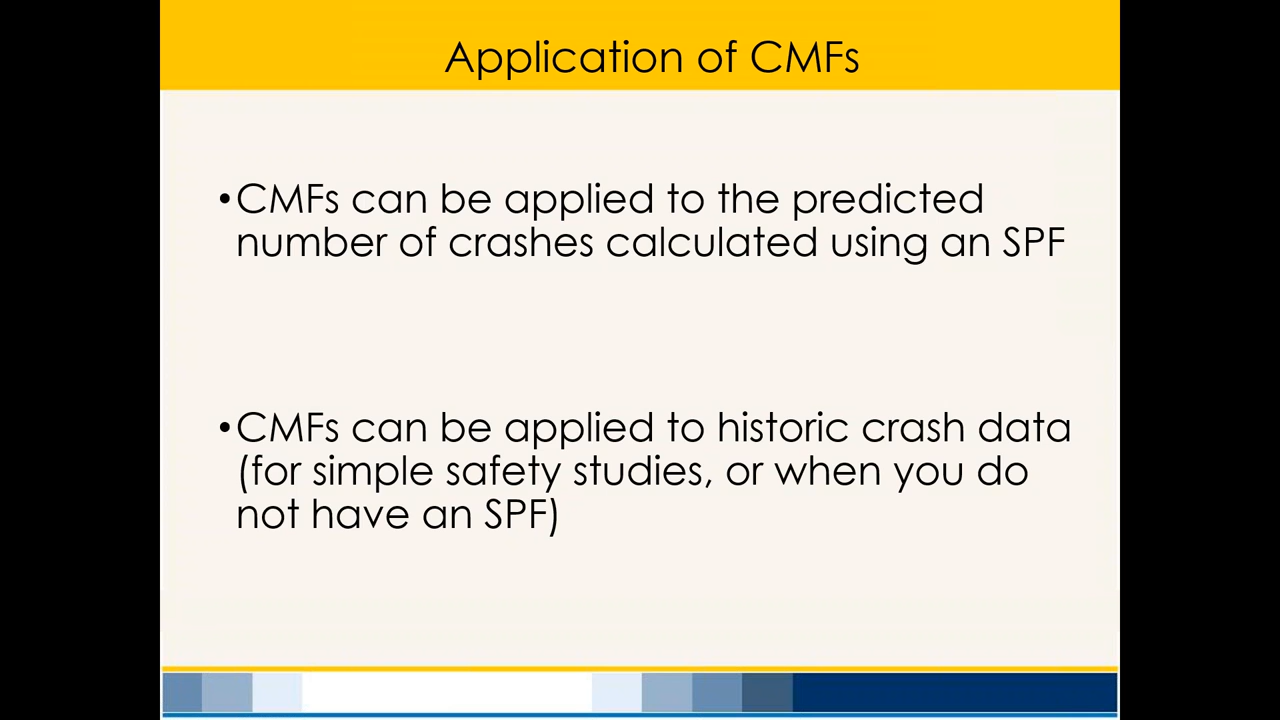 Application of CMFs
•CMFs can be applied to the predicted
number of crashes calculated using an SPF
•CMFs can be applied to historic crash data
(for simple safety studies, or when you do
not have an SPF)